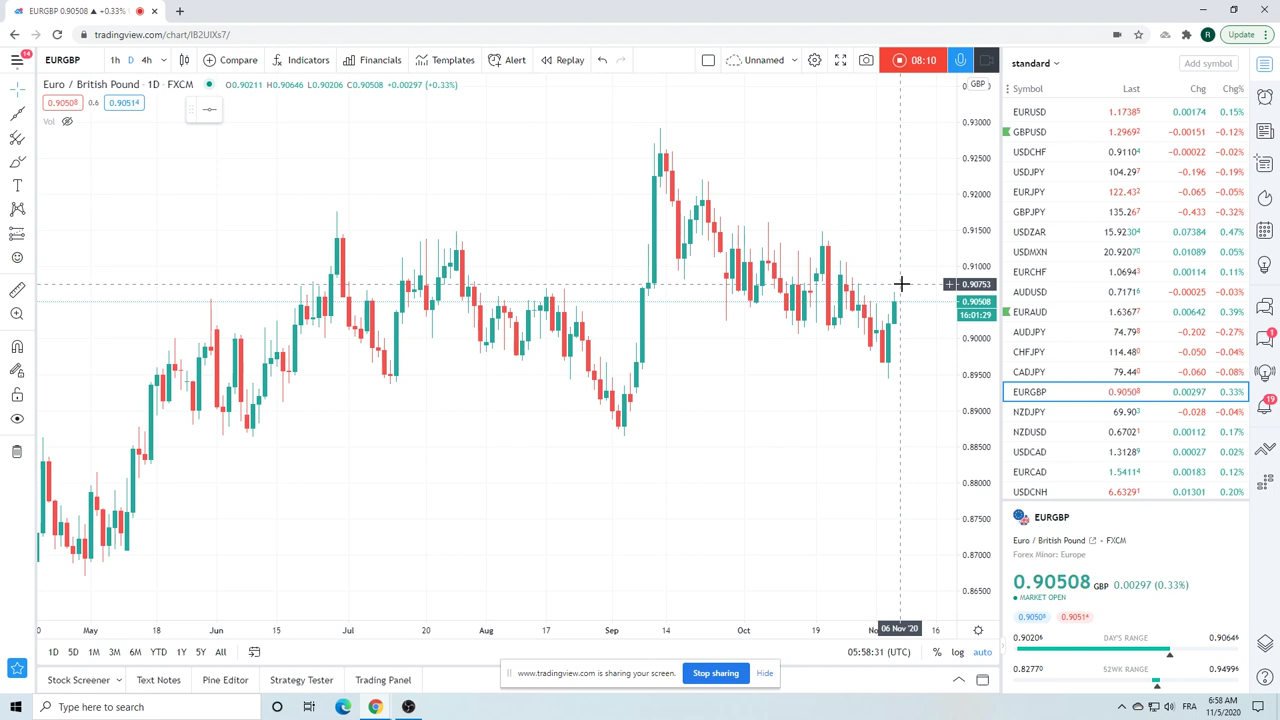 EURGBP 0.90508 ▲ +0.33%
tradingview.com/chart/IB2UIXs7/
R
Update
14
EURGBP
1h D 4h
Compare
Indicators
Financials
Templates
Alert
Replay
Unnamed
08:10
standard
Add symbol
Euro / British Pound · 1D · FXCM
O0.90211 H0.90646 L0.90206 C0.90508 +0.00297 (+0.33%)
0.90508 0.6 0.90514
Vol
GBP
0.93000
0.92500
0.92000
0.91500
0.91000
0.90753
0.90508
16:01:29
0.90000
0.89500
0.89000
0.88500
0.88000
0.87500
0.87000
0.86500
Symbol Last Chg Chg%
EURUSD 1.17385 0.00174 0.15%
GBPUSD 1.29692 −0.00151 −0.12%
USDCHF 0.91104 −0.00022 −0.02%
USDJPY 104.297 −0.196 −0.19%
EURJPY 122.432 −0.065 −0.05%
GBPJPY 135.267 −0.433 −0.32%
USDZAR 15.92304 0.07384 0.47%
USDMXN 20.92070 0.01089 0.05%
EURCHF 1.06943 0.00114 0.11%
AUDUSD 0.71716 −0.00025 −0.03%
EURAUD 1.63677 0.00642 0.39%
AUDJPY 74.798 −0.202 −0.27%
CHFJPY 114.480 −0.050 −0.04%
CADJPY 79.440 −0.060 −0.08%
EURGBP 0.90508 0.00297 0.33%
NZDJPY 69.903 −0.028 −0.04%
NZDUSD 0.67021 0.00112 0.17%
USDCAD 1.31289 0.00027 0.02%
EURCAD 1.54114 0.00183 0.12%
USDCNH 6.63291 0.01301 0.20%
1
19
EURGBP
Euro / British Pound · FXCM
Forex Minor: Europe
0.90508 GBP 0.00297 (0.33%)
MARKET OPEN
0.90508 0.90514
0.90206 DAY'S RANGE 0.90646
0.82770 52WK RANGE 0.94996
May 18 Jun 15 Jul 20 Aug 17 Sep 14 Oct 19 06 Nov '20 16
1D 5D 1M 3M 6M YTD 1Y 5Y All
05:58:31 (UTC) % log auto
www.tradingview.com is sharing your screen.
Stop sharing
Hide
Stock Screener
Text Notes
Pine Editor
Strategy Tester
Trading Panel
Type here to search
FRA
6:58 AM
11/5/2020